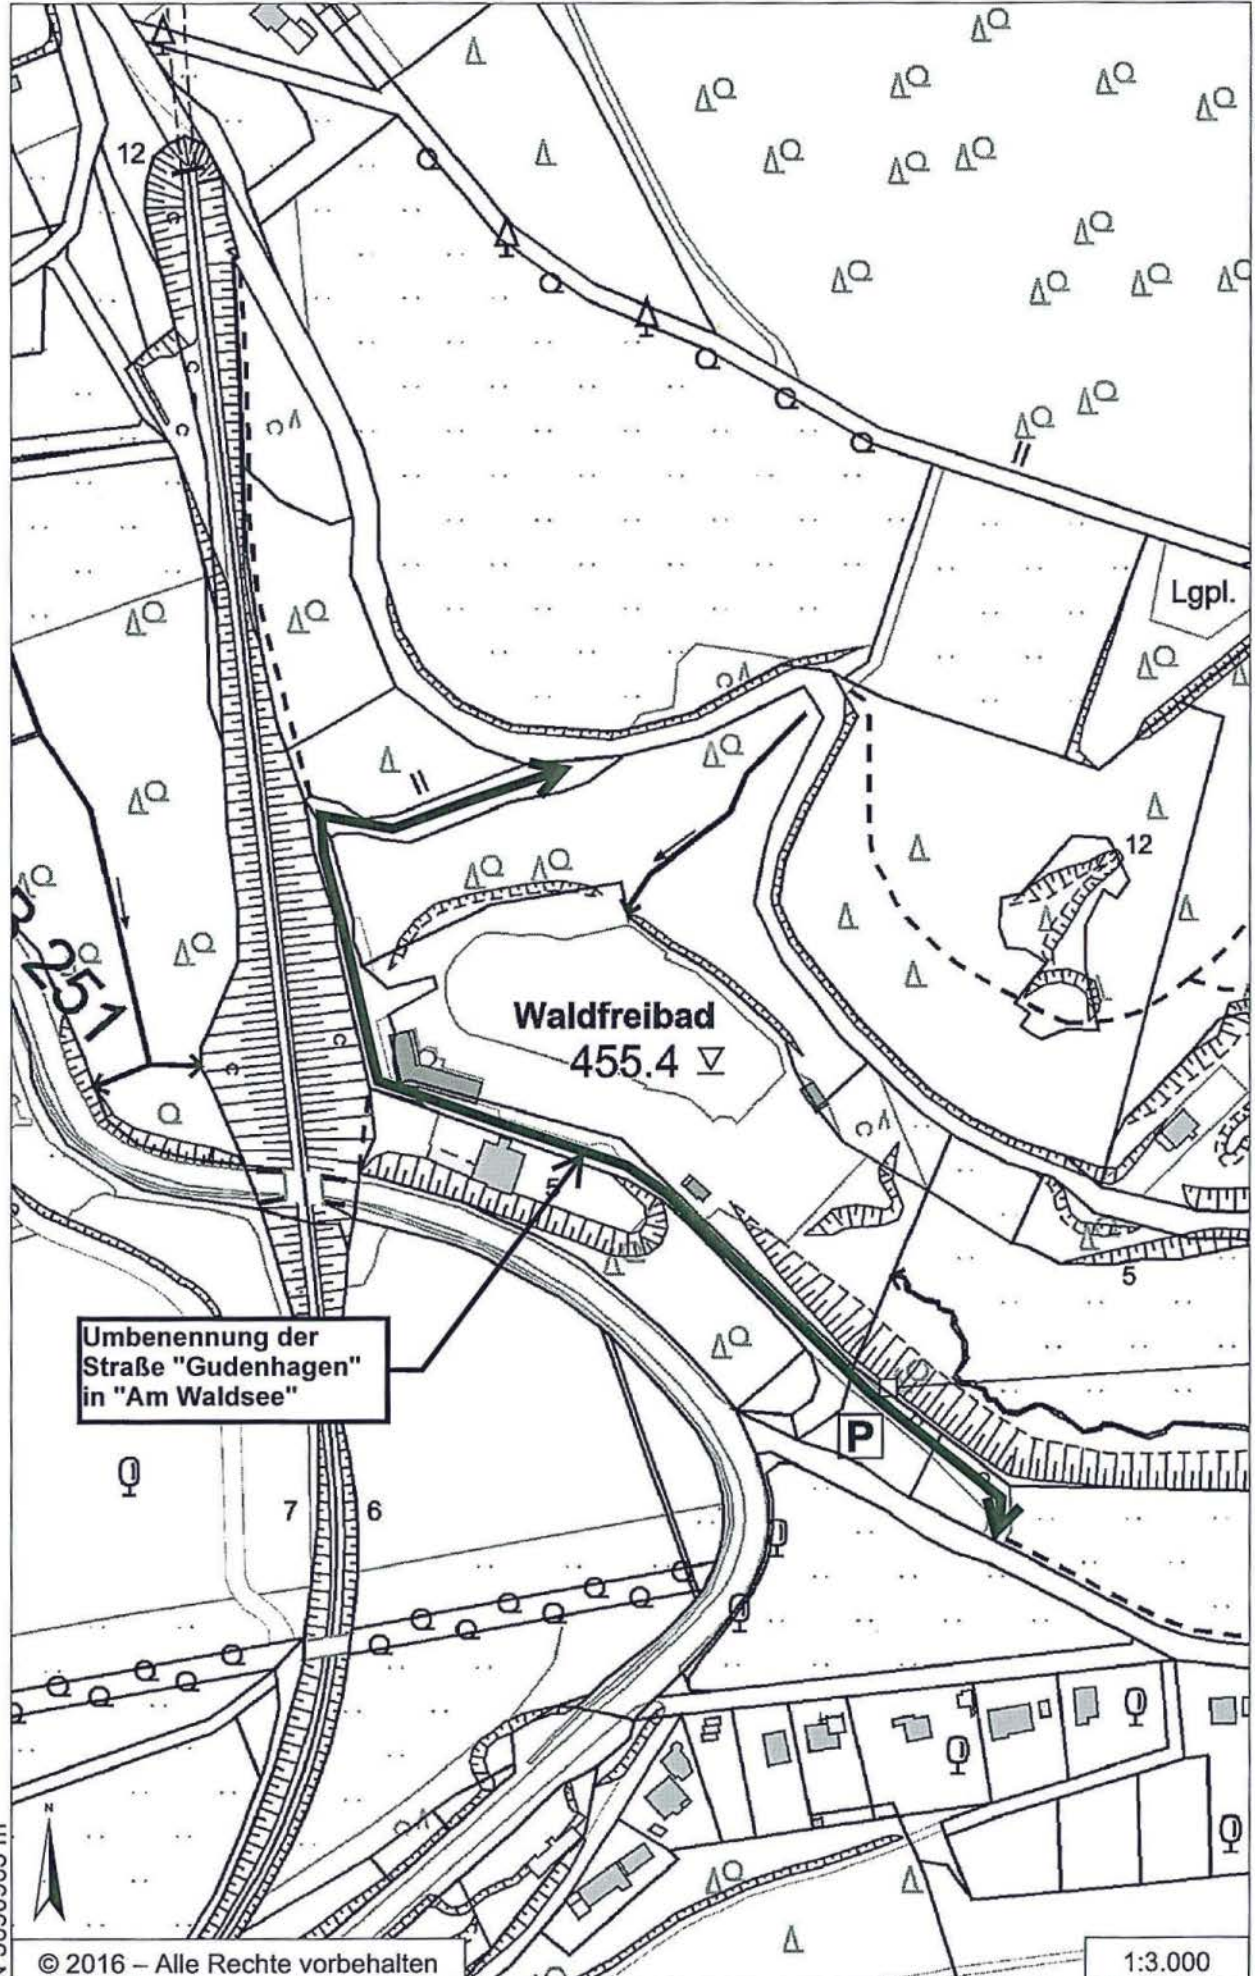 12
Lgpl.
12
B 251
Waldfreibad
455.4
5
5
Umbenennung der
Straße "Gudenhagen"
in "Am Waldsee"
P
7
6
N
© 2016 – Alle Rechte vorbehalten
1:3.000